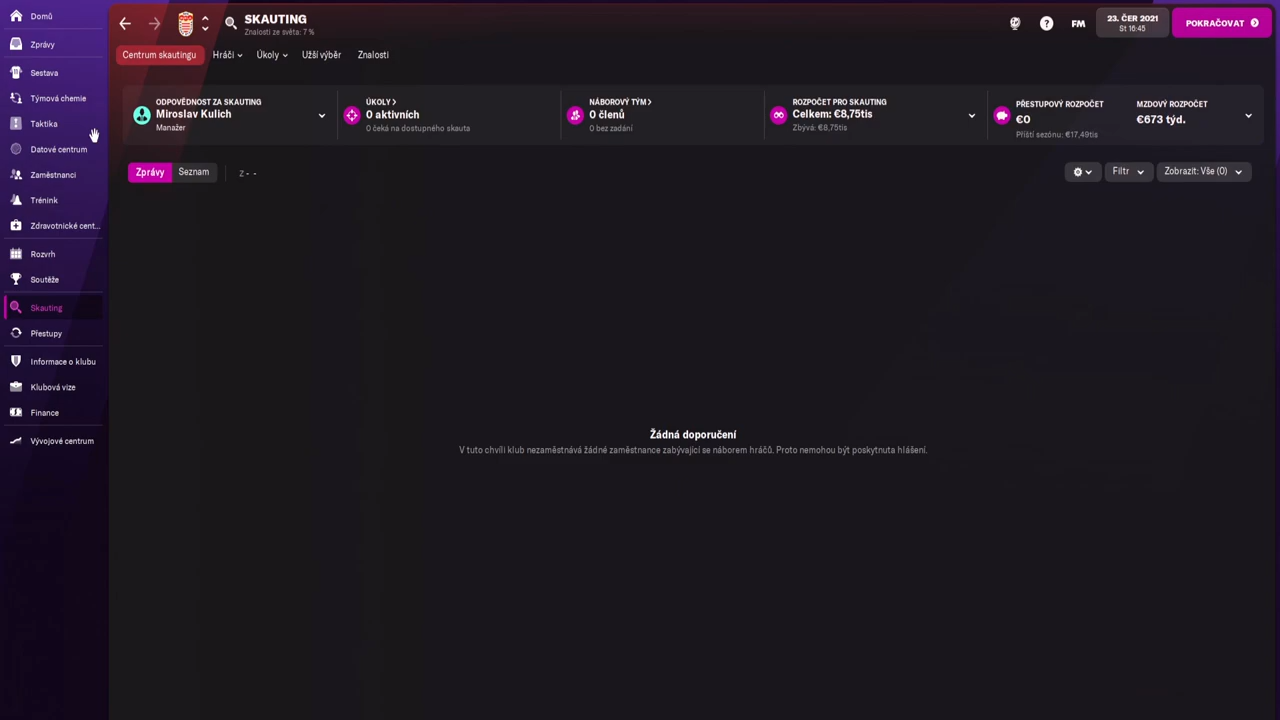 Domů
Zprávy
Sestava
Týmová chemie
Taktika
Datové centrum
Zaměstnanci
Trénink
Zdravotnické cent...
Rozvrh
Soutěže
Skauting
Přestupy
Informace o klubu
Klubová vize
Finance
Vývojové centrum
SKAUTING
Znalosti ze světa: 7 %
FM
23. ČER 2021
St 16:45
POKRAČOVAT
Centrum skautingu
Hráči
Úkoly
Užší výběr
Znalosti
ODPOVĚDNOST ZA SKAUTING
Miroslav Kulich
Manažer
ÚKOLY >
0 aktivních
0 čeká na dostupného skauta
NÁBOROVÝ TÝM >
0 členů
0 bez zadání
ROZPOČET PRO SKAUTING
Celkem: €8,75tis
Zbývá: €8,75tis
PŘESTUPOVÝ ROZPOČET
€0
Příští sezónu: €17,49tis
MZDOVÝ ROZPOČET
€673 týd.
Zprávy
Seznam
Z - -
Filtr
Zobrazit: Vše (0)
Žádná doporučení
V tuto chvíli klub nezaměstnává žádné zaměstnance zabývající se náborem hráčů. Proto nemohou být poskytnuta hlášení.